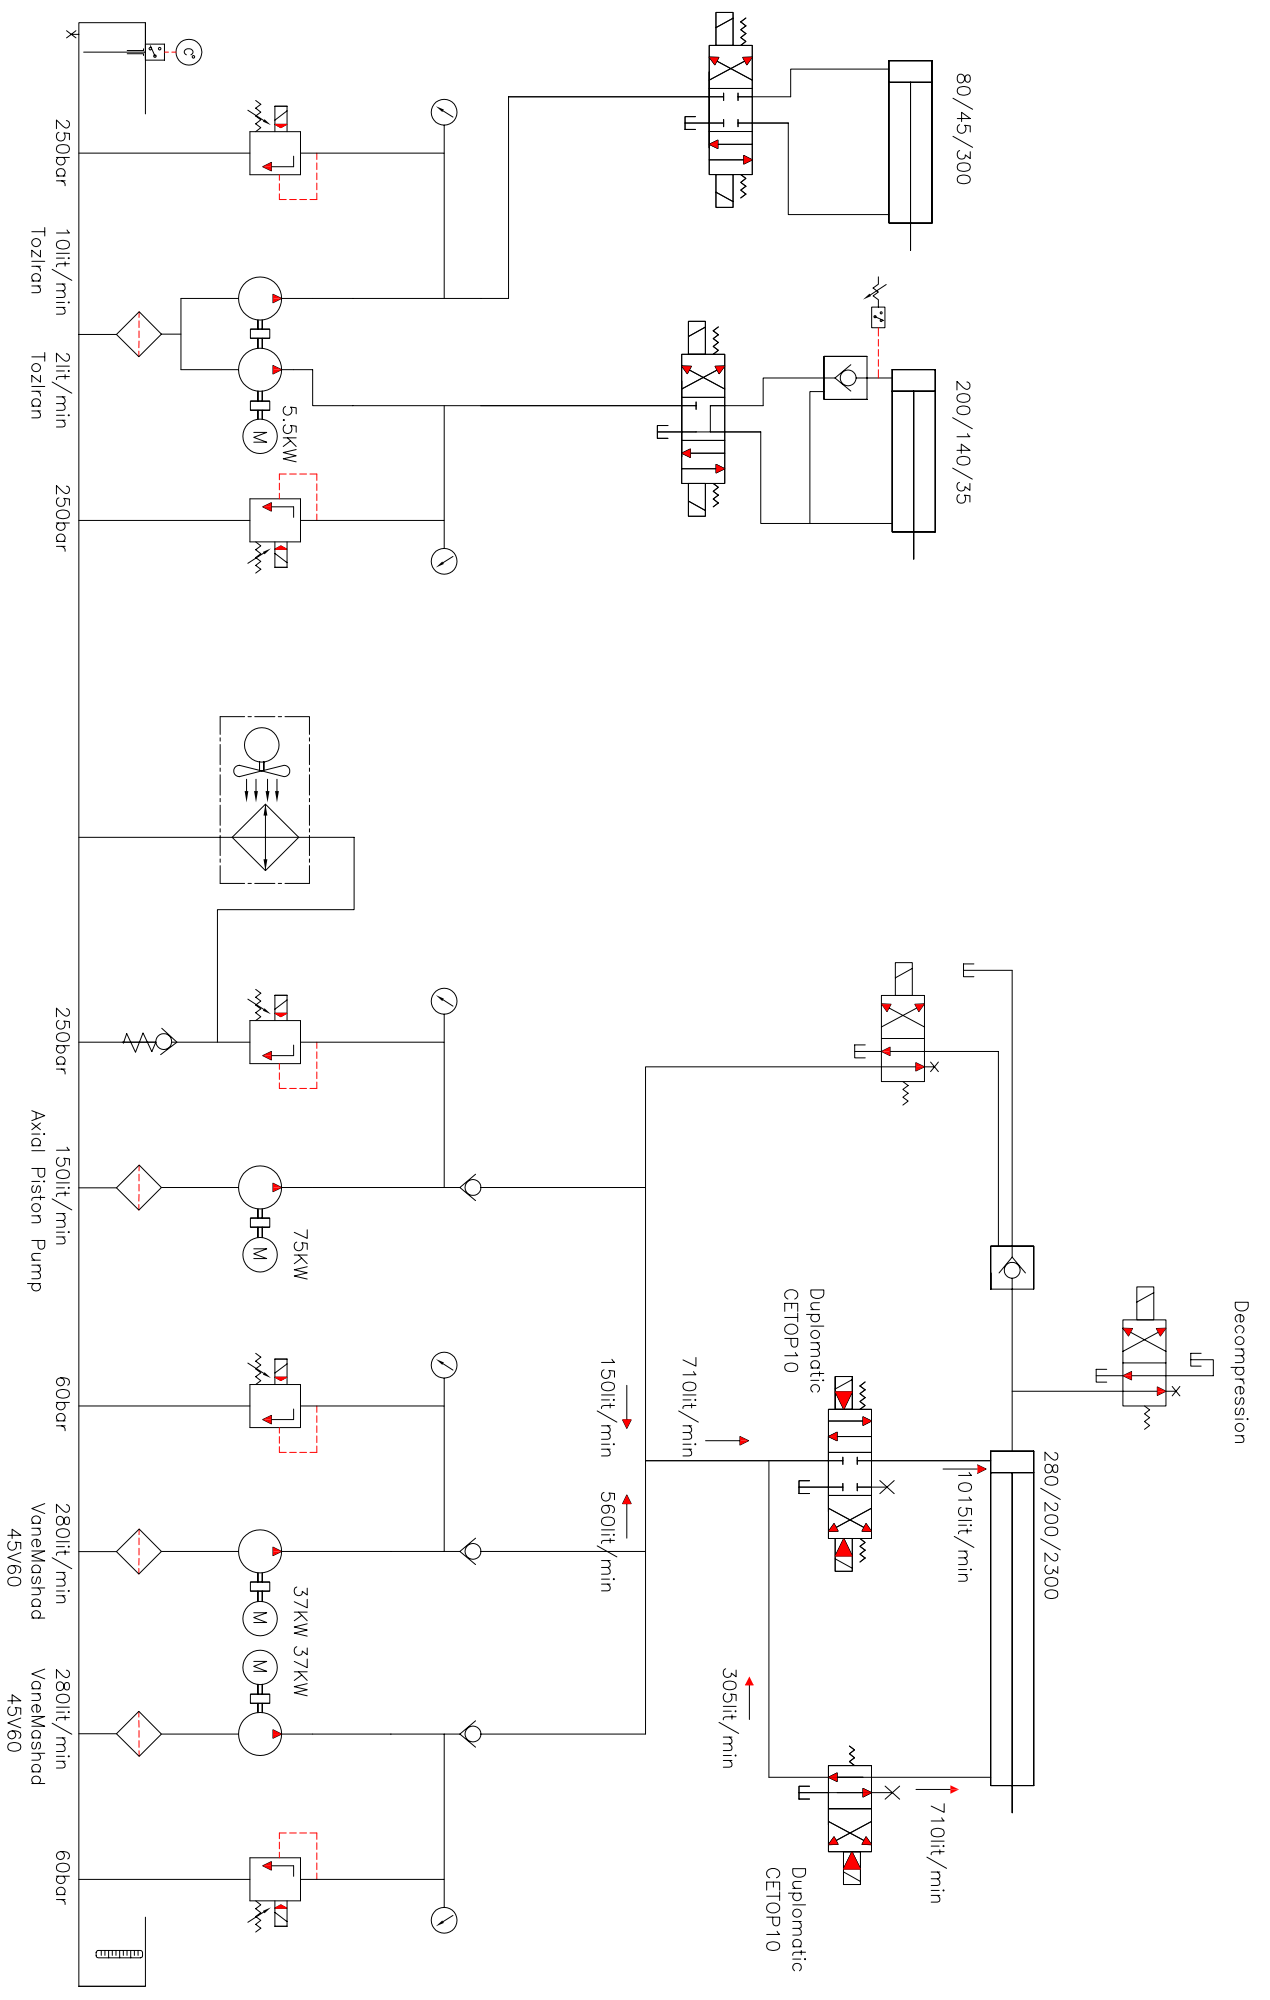 80/45/300
200/140/35
Decompression
280/200/2300
1015lit/min
Duplomatic
CETOP10
710lit/min
150lit/min
560lit/min
305lit/min
710lit/min
Duplomatic
CETOP10
C°
5.5KW
M
75KW
M
37KW
37KW
M
M
250bar
10lit/min
TozIran
2lit/min
TozIran
250bar
250bar
150lit/min
Axial Piston Pump
60bar
280lit/min
VaneMashad
45V60
280lit/min
VaneMashad
45V60
60bar